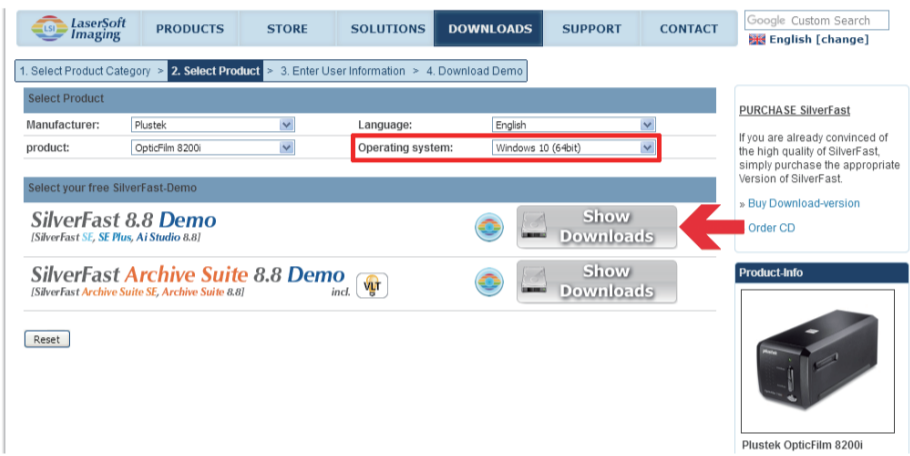 LaserSoft
Imaging
PRODUCTS
STORE
SOLUTIONS
DOWNLOADS
SUPPORT
CONTACT
Google Custom Search
English [change]
1. Select Product Category > 2. Select Product > 3. Enter User Information > 4. Download Demo
Select Product
Manufacturer: Plustek Language: English
product: OpticFilm 8200i Operating system: Windows 10 (64bit)
Select your free SilverFast-Demo
SilverFast 8.8 Demo
[SilverFast SE, SE Plus, Ai Studio 8.8]
Show
Downloads
SilverFast Archive Suite 8.8 Demo
[SilverFast Archive Suite SE, Archive Suite 8.8]
incl. VLT
Show
Downloads
Reset
PURCHASE SilverFast
If you are already convinced of
the high quality of SilverFast,
simply purchase the appropriate
Version of SilverFast.
» Buy Download-version
Order CD
Product-Info
Plustek OpticFilm 8200i